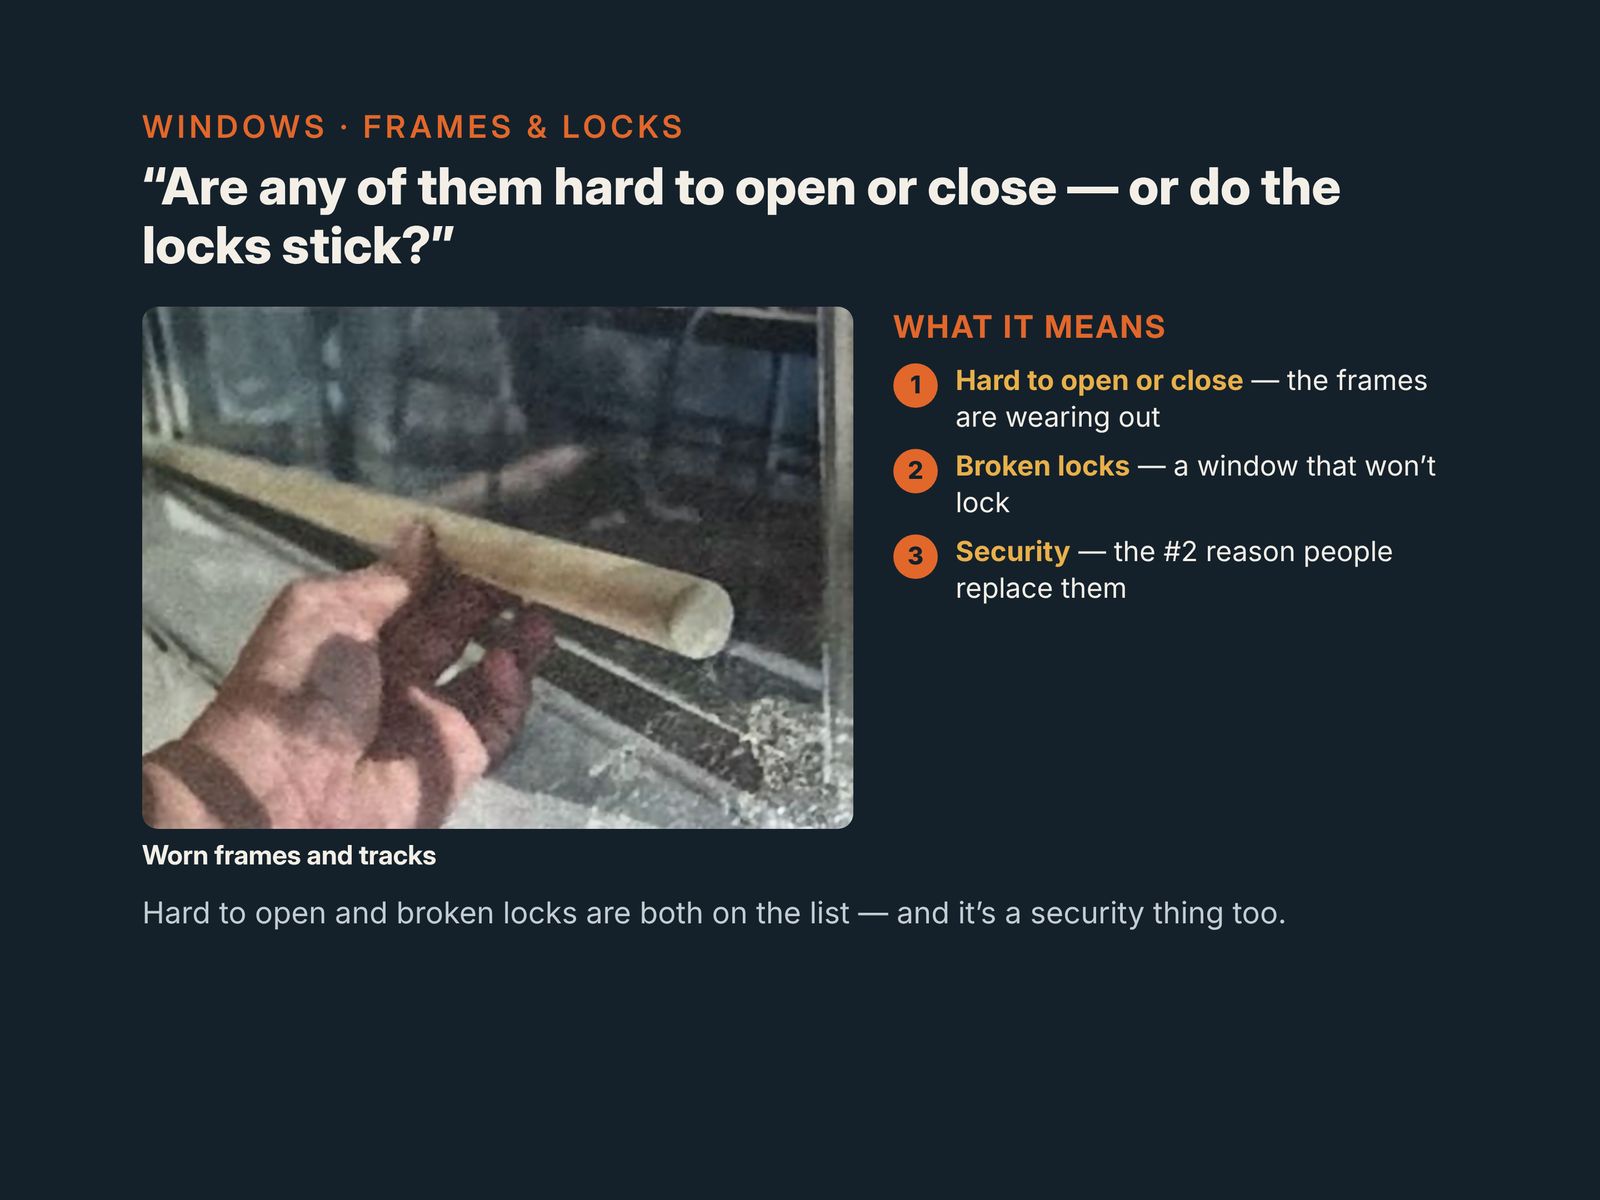 WINDOWS · FRAMES & LOCKS
“Are any of them hard to open or close — or do the
locks stick?”
WHAT IT MEANS
1 Hard to open or close — the frames
are wearing out
2 Broken locks — a window that won’t
lock
3 Security — the #2 reason people
replace them
Worn frames and tracks
Hard to open and broken locks are both on the list — and it’s a security thing too.